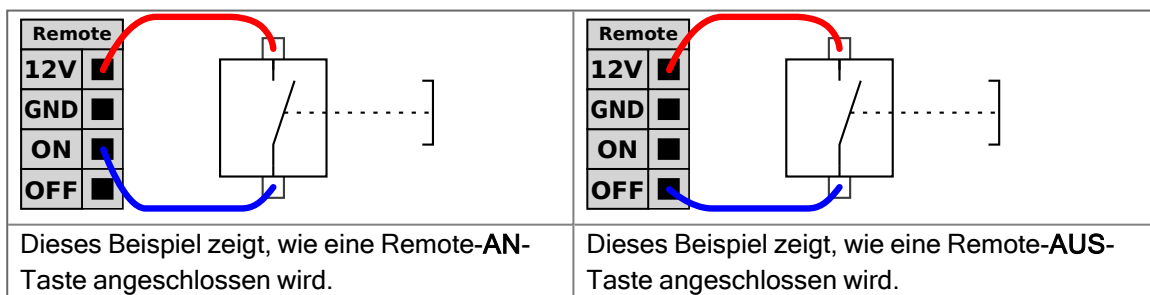 Remote
12V
GND
ON
OFF
Dieses Beispiel zeigt, wie eine Remote-AN-
Taste angeschlossen wird.
Remote
12V
GND
ON
OFF
Dieses Beispiel zeigt, wie eine Remote-AUS-
Taste angeschlossen wird.